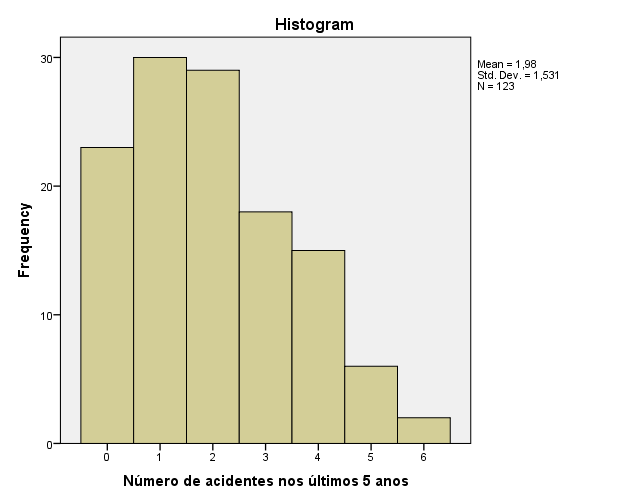 Histogram
Mean = 1,98
Std. Dev. = 1,531
N = 123
30
20
10
0
Frequency
0 1 2 3 4 5 6
Número de acidentes nos últimos 5 anos